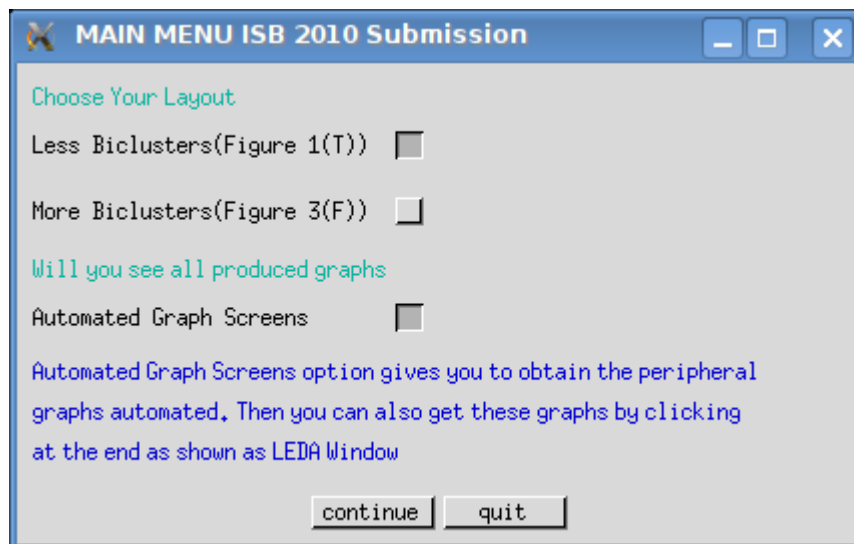 MAIN MENU ISB 2010 Submission
Choose Your Layout
Less Biclusters(Figure 1(T))
More Biclusters(Figure 3(F))
Will you see all produced graphs
Automated Graph Screens
Automated Graph Screens option gives you to obtain the peripheral
graphs automated. Then you can also get these graphs by clicking
at the end as shown as LEDA Window
continue quit